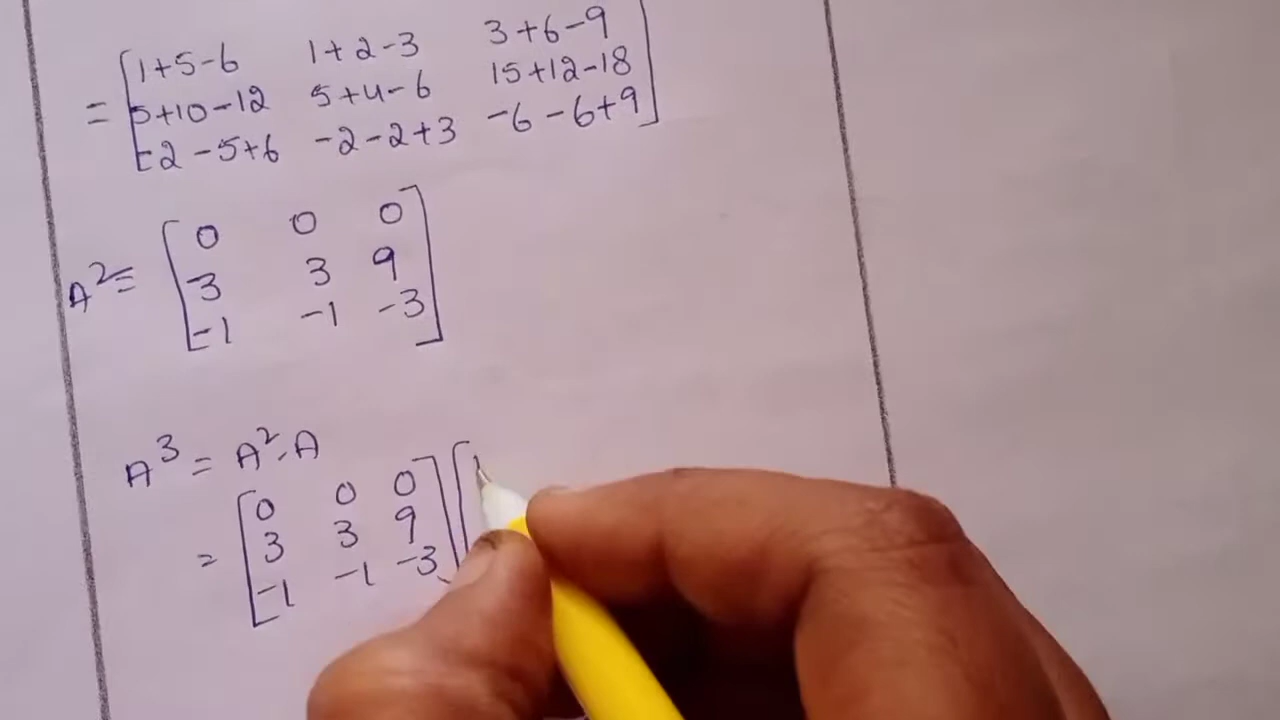 = [1+5-6 1+2-3 3+6-9
5+10-12 5+4-6 15+12-18
-2-5+6 -2-2+3 -6-6+9]
A²= [0 0 0
3 3 9
-1 -1 -3]
A³ = A².A
= [0 0 0] [
3 3 9
-1 -1 -3